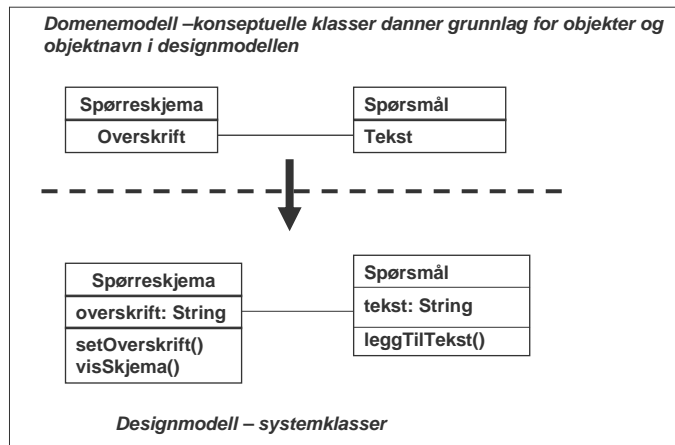 Domenemodell –konseptuelle klasser danner grunnlag for objekter og
objektnavn i designmodellen
Spørreskjema
Overskrift
Spørsmål
Tekst
Spørreskjema
overskrift: String
setOverskrift()
visSkjema()
Spørsmål
tekst: String
leggTilTekst()
Designmodell – systemklasser